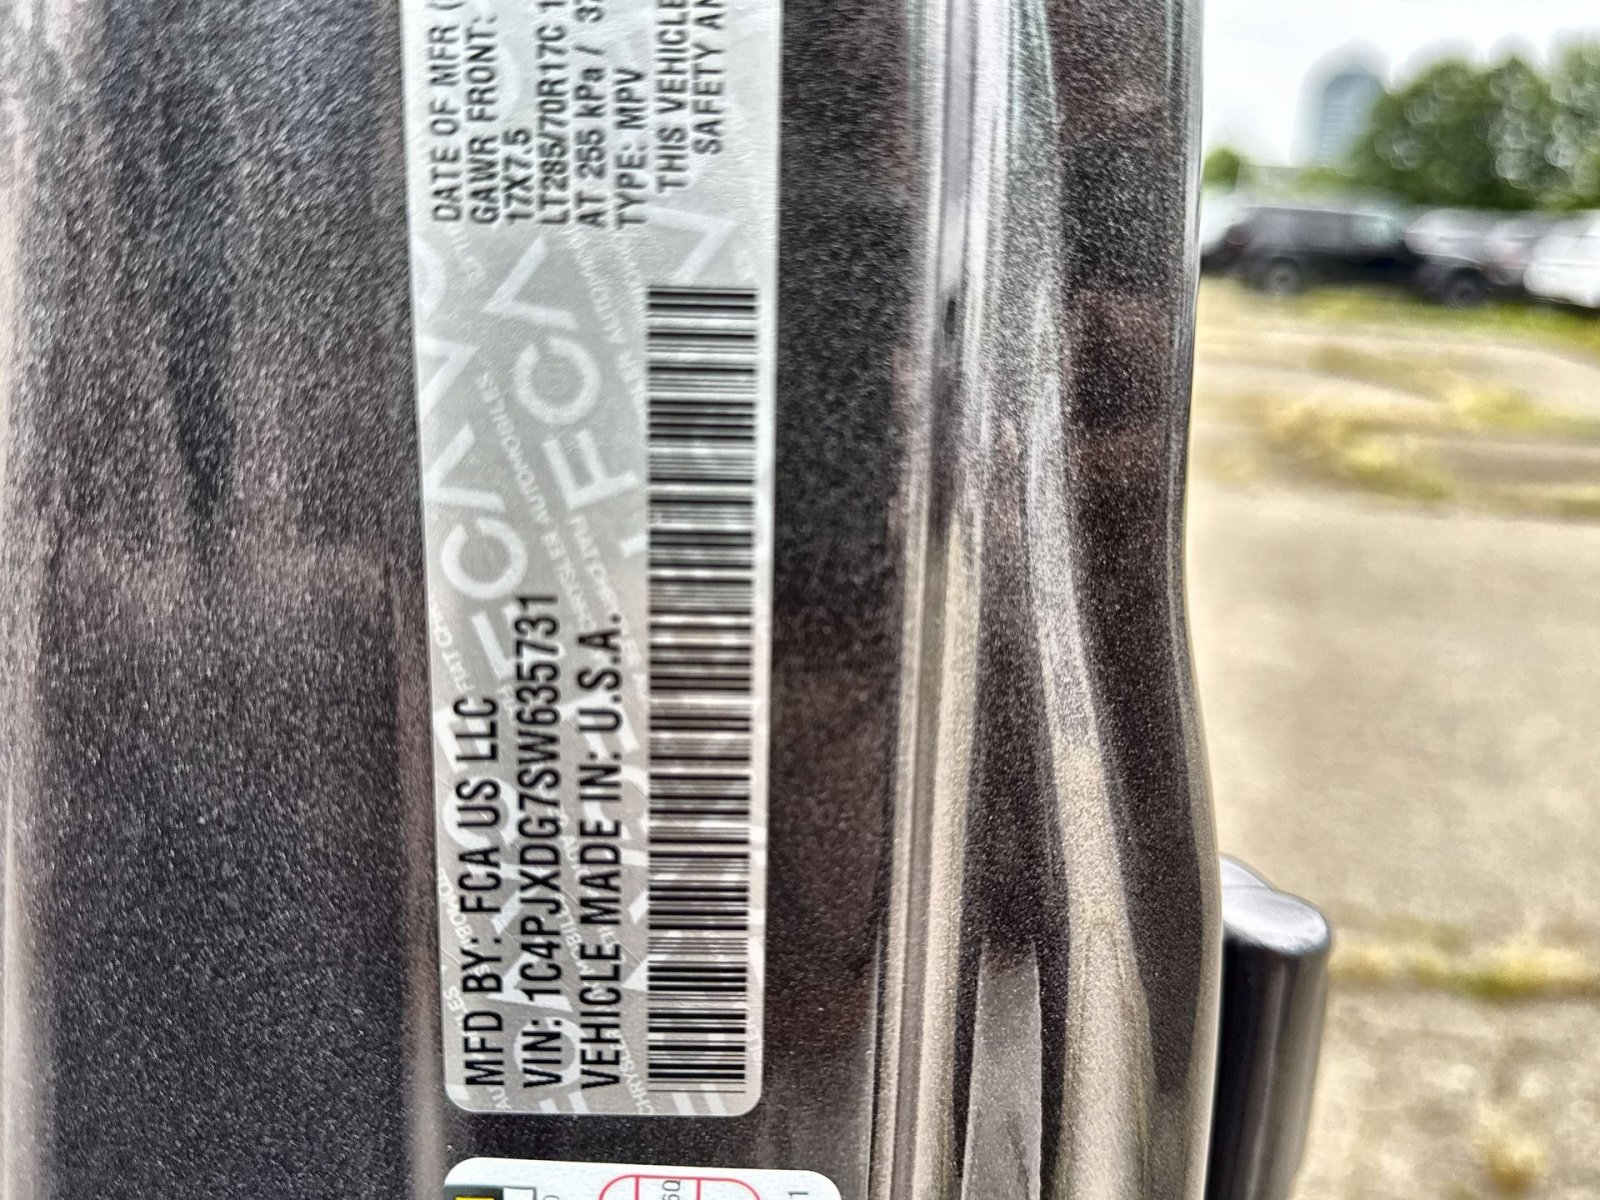 MFD BY: FCA US LLC
VIN: 1C4PJXDG7SW635731
VEHICLE MADE IN: U.S.A.
DATE OF MFR
GAWR FRONT:
17X7.5
LT285/70R17C
AT 255 kPa /
TYPE: MPV
THIS VEHICLE
SAFETY